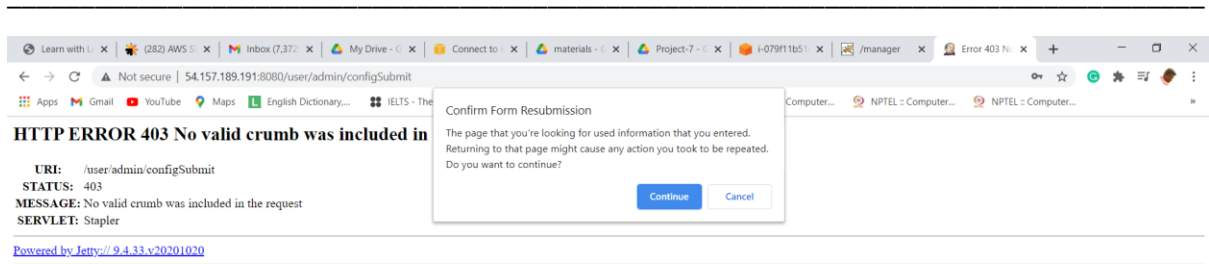 Learn with L
(282) AWS S
Inbox (7,372
My Drive - G
Connect to i
materials - G
Project-7 - G
i-079f11b51
/manager
Error 403 No
Not secure | 54.157.189.191:8080/user/admin/configSubmit
Apps
Gmail
YouTube
Maps
English Dictionary,...
IELTS - The
Computer...
NPTEL :: Computer...
NPTEL :: Computer...
HTTP ERROR 403 No valid crumb was included in
URI: /user/admin/configSubmit
STATUS: 403
MESSAGE: No valid crumb was included in the request
SERVLET: Stapler
Powered by Jetty:// 9.4.33.v20201020
Confirm Form Resubmission
The page that you're looking for used information that you entered.
Returning to that page might cause any action you took to be repeated.
Do you want to continue?
Continue
Cancel